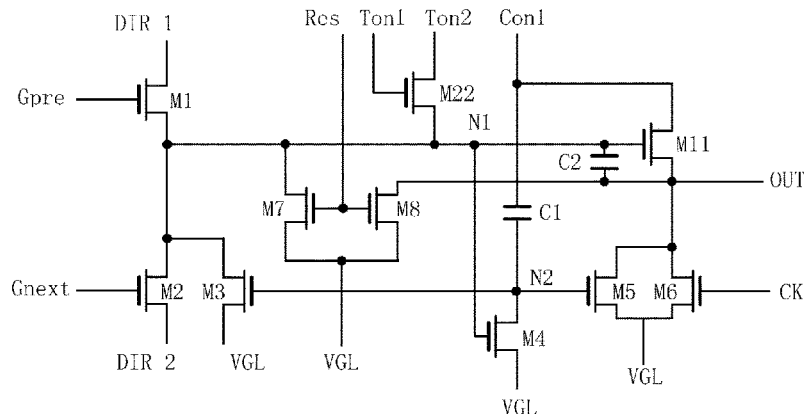 DIR 1
Res
Ton1
Ton2
Con1
Gpre
M1
M22
N1
M11
C2
OUT
M7
M8
C1
Gnext
M2
M3
N2
M5
M6
CK
M4
DIR 2
VGL
VGL
VGL
VGL